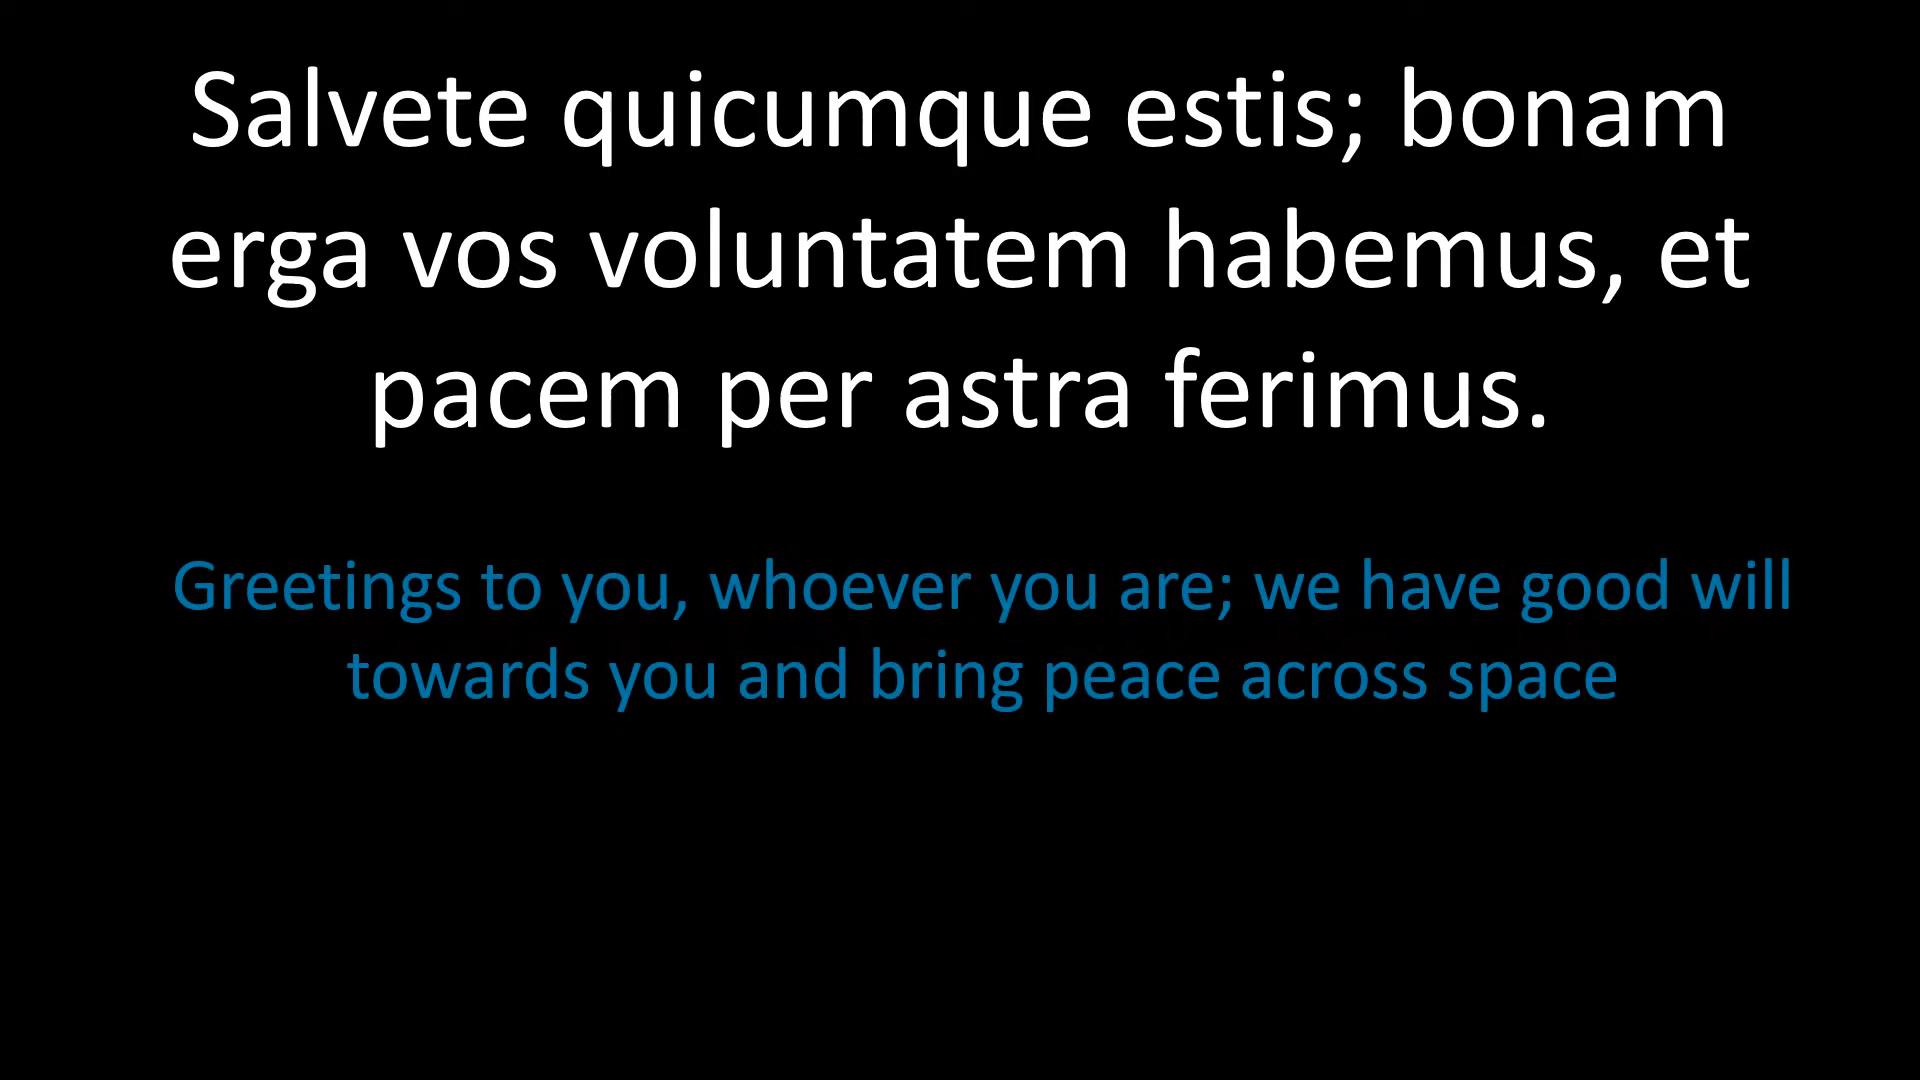 Salvete quicumque estis; bonam
erga vos voluntatem habemus, et
pacem per astra ferimus.
Greetings to you, whoever you are; we have good will
towards you and bring peace across space